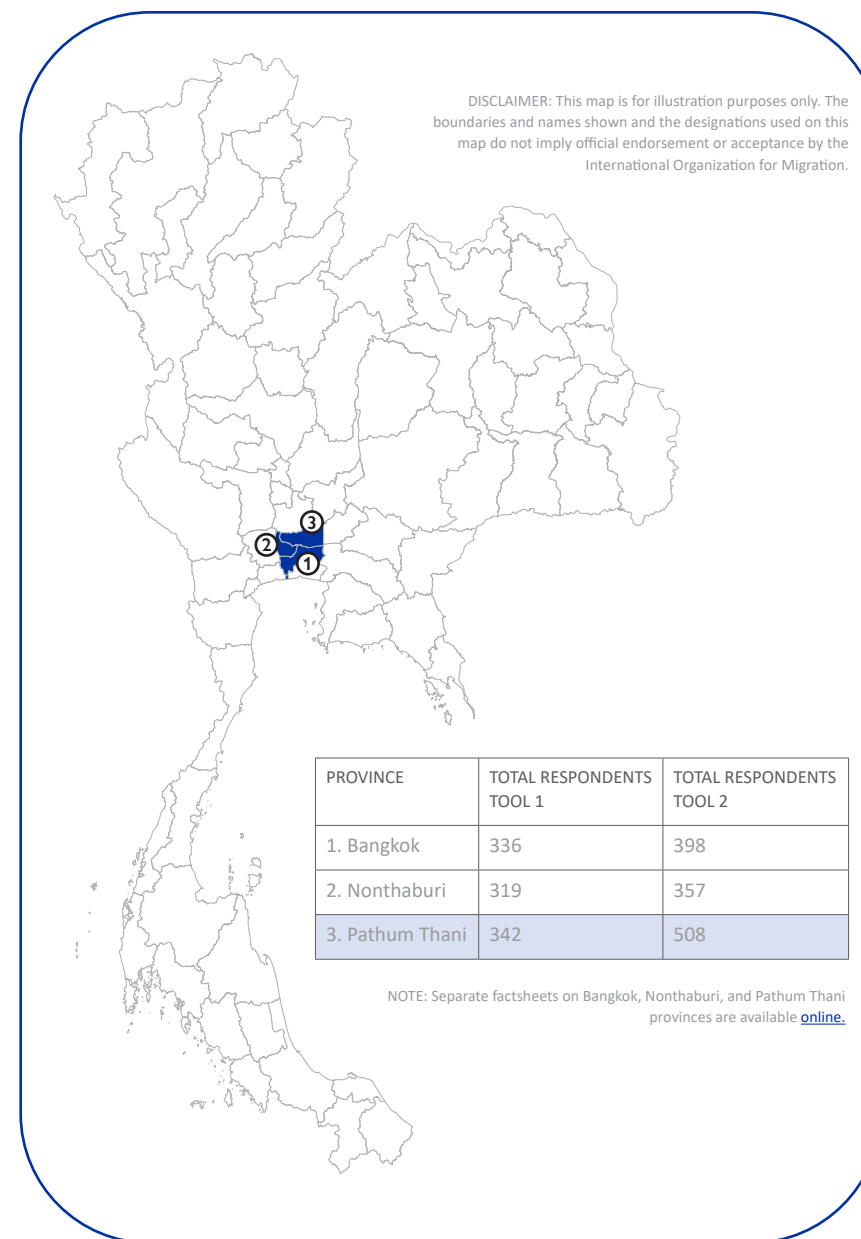 DISCLAIMER: This map is for illustration purposes only. The
boundaries and names shown and the designations used on this
map do not imply official endorsement or acceptance by the
International Organization for Migration.
3
2
1
PROVINCE TOTAL RESPONDENTS TOOL 1 TOTAL RESPONDENTS TOOL 2
1. Bangkok 336 398
2. Nonthaburi 319 357
3. Pathum Thani 342 508
NOTE: Separate factsheets on Bangkok, Nonthaburi, and Pathum Thani
provinces are available online.